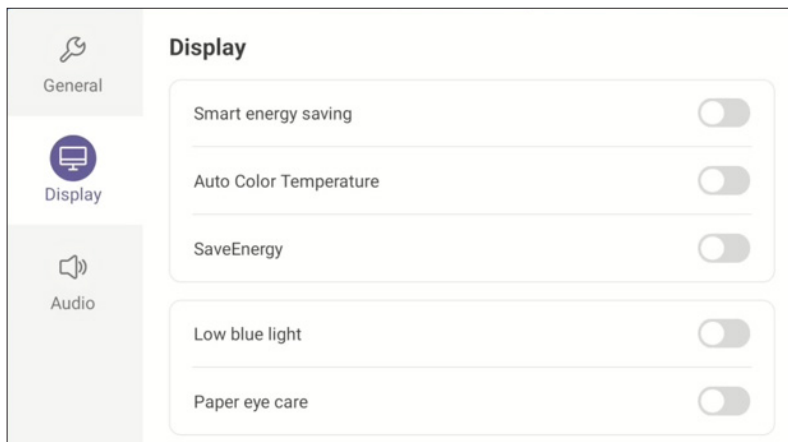 General
Display
Audio
Display
Smart energy saving
Auto Color Temperature
SaveEnergy
Low blue light
Paper eye care